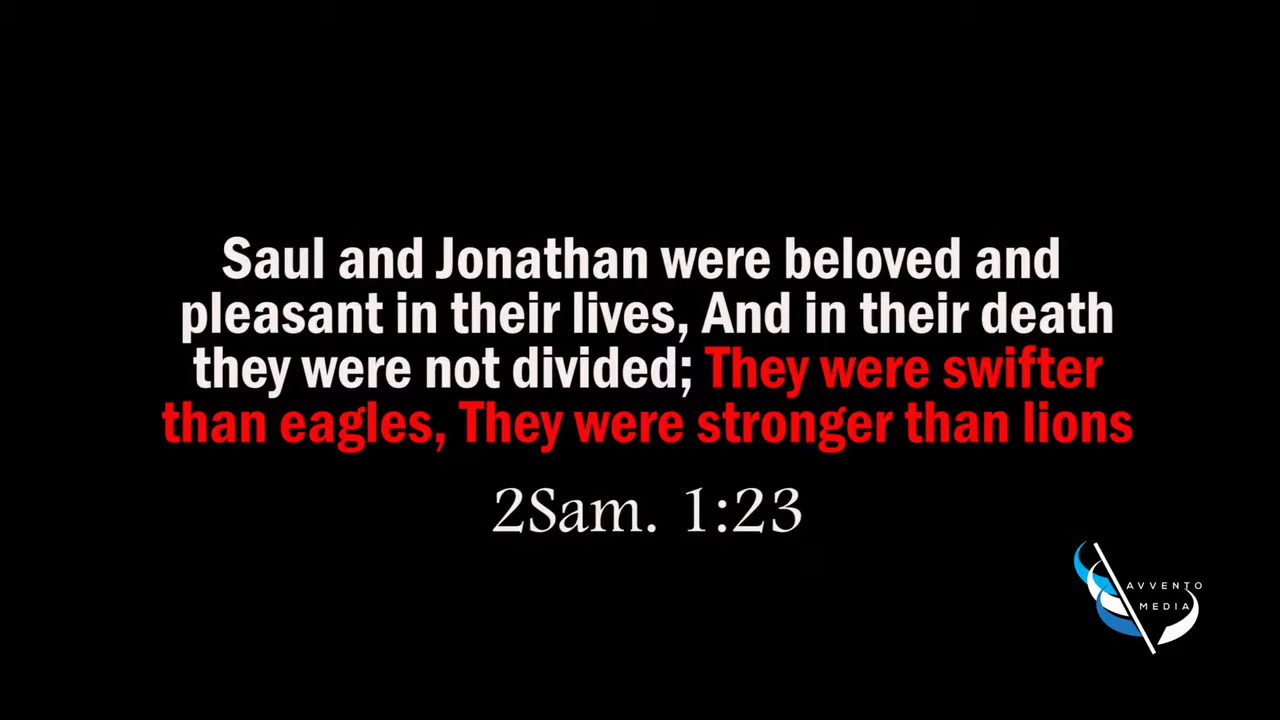 Saul and Jonathan were beloved and
pleasant in their lives, And in their death
they were not divided; They were swifter
than eagles, They were stronger than lions
2Sam. 1:23
AVVENTO
MEDIA